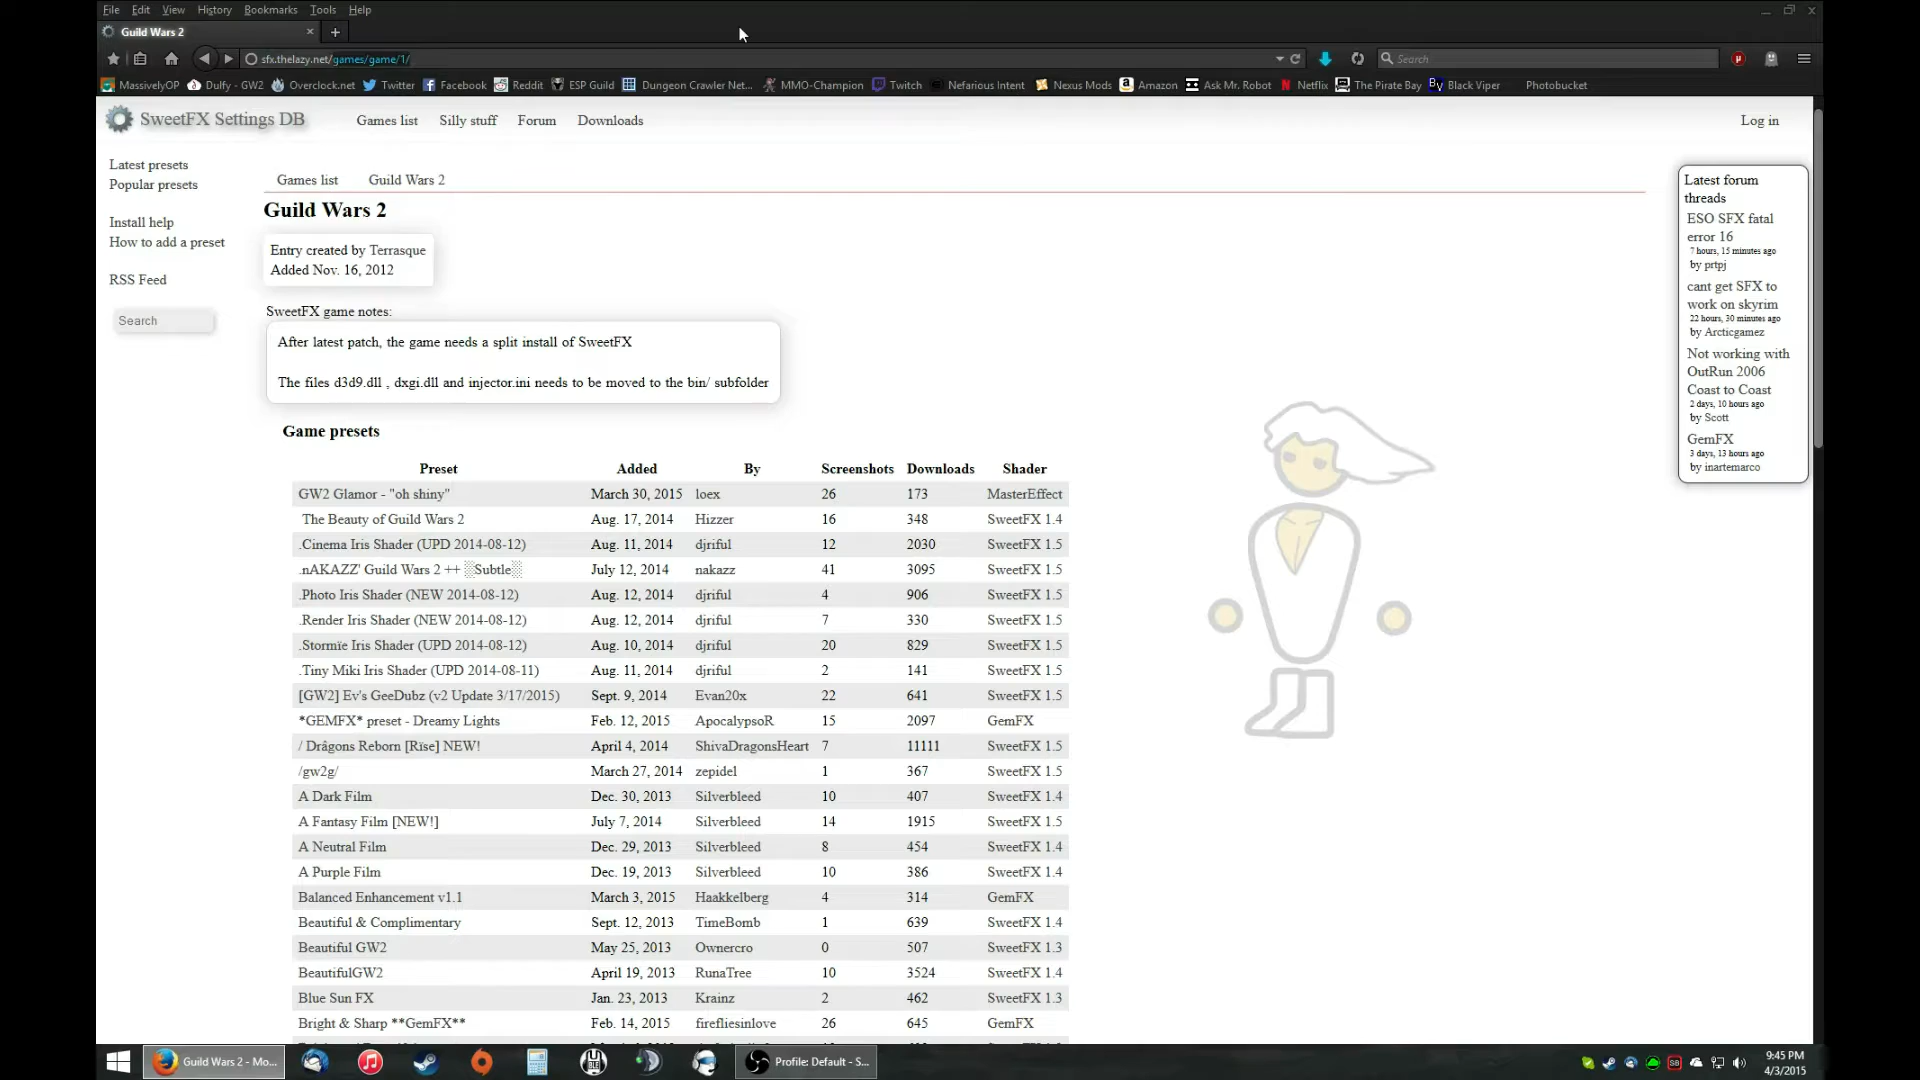 File Edit View History Bookmarks Tools Help
Guild Wars 2
sfx.thelazy.net/games/game/1/
Search
MassivelyOP Dulfy - GW2 Overclock.net Twitter Facebook Reddit ESP Guild Dungeon Crawler Net... MMO-Champion Twitch Nefarious Intent Nexus Mods Amazon Ask Mr. Robot Netflix The Pirate Bay Black Viper Photobucket
SweetFX Settings DB Games list Silly stuff Forum Downloads Log in
Latest presets
Popular presets
Install help
How to add a preset
RSS Feed
Search
Games list Guild Wars 2
Guild Wars 2
Entry created by Terrasque
Added Nov. 16, 2012
SweetFX game notes:
After latest patch, the game needs a split install of SweetFX
The files d3d9.dll , dxgi.dll and injector.ini needs to be moved to the bin/ subfolder
Game presets
Preset Added By Screenshots Downloads Shader
GW2 Glamor - "oh shiny" March 30, 2015 loex 26 173 MasterEffect
The Beauty of Guild Wars 2 Aug. 17, 2014 Hizzer 16 348 SweetFX 1.4
.Cinema Iris Shader (UPD 2014-08-12) Aug. 11, 2014 djriful 12 2030 SweetFX 1.5
.nAKAZZ' Guild Wars 2 ++ ░Subtle░ July 12, 2014 nakazz 41 3095 SweetFX 1.5
.Photo Iris Shader (NEW 2014-08-12) Aug. 12, 2014 djriful 4 906 SweetFX 1.5
.Render Iris Shader (NEW 2014-08-12) Aug. 12, 2014 djriful 7 330 SweetFX 1.5
.Stormïe Iris Shader (UPD 2014-08-12) Aug. 10, 2014 djriful 20 829 SweetFX 1.5
.Tiny Miki Iris Shader (UPD 2014-08-11) Aug. 11, 2014 djriful 2 141 SweetFX 1.5
[GW2] Ev's GeeDubz (v2 Update 3/17/2015) Sept. 9, 2014 Evan20x 22 641 SweetFX 1.5
*GEMFX* preset - Dreamy Lights Feb. 12, 2015 ApocalypsoR 15 2097 GemFX
/ Drâgons Reborn [Rïse] NEW! April 4, 2014 ShivaDragonsHeart 7 11111 SweetFX 1.5
/gw2g/ March 27, 2014 zepidel 1 367 SweetFX 1.5
A Dark Film Dec. 30, 2013 Silverbleed 10 407 SweetFX 1.4
A Fantasy Film [NEW!] July 7, 2014 Silverbleed 14 1915 SweetFX 1.5
A Neutral Film Dec. 29, 2013 Silverbleed 8 454 SweetFX 1.4
A Purple Film Dec. 19, 2013 Silverbleed 10 386 SweetFX 1.4
Balanced Enhancement v1.1 March 3, 2015 Haakkelberg 4 314 GemFX
Beautiful & Complimentary Sept. 12, 2013 TimeBomb 1 639 SweetFX 1.4
Beautiful GW2 May 25, 2013 Ownercro 0 507 SweetFX 1.3
BeautifulGW2 April 19, 2013 RunaTree 10 3524 SweetFX 1.4
Blue Sun FX Jan. 23, 2013 Krainz 2 462 SweetFX 1.3
Bright & Sharp **GemFX** Feb. 14, 2015 firefliesinlove 26 645 GemFX
Latest forum
threads
ESO SFX fatal
error 16
7 hours, 15 minutes ago
by prtpj
cant get SFX to
work on skyrim
22 hours, 30 minutes ago
by Arcticgamez
Not working with
OutRun 2006
Coast to Coast
2 days, 10 hours ago
by Scott
GemFX
3 days, 13 hours ago
by inartemarco
Guild Wars 2 - Mo... Profile: Default - S...
9:45 PM
4/3/2015